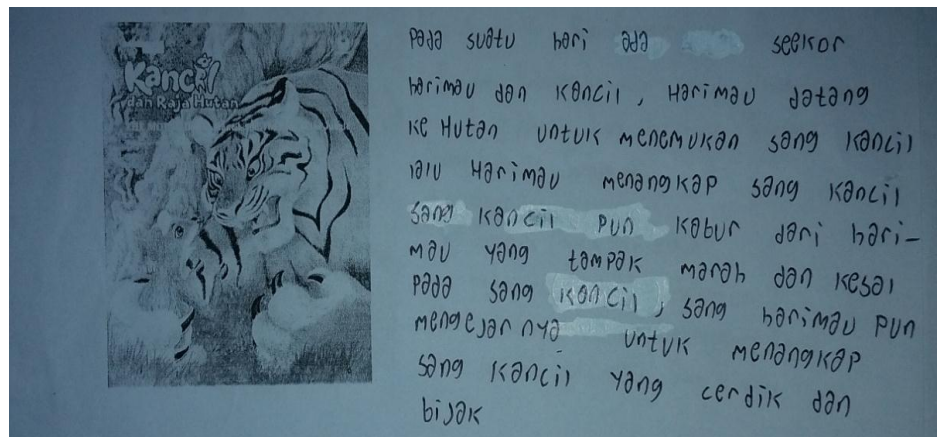 Kancil
dan Raja Hutan
Pada suatu hari ada seekor
harimau dan kancil, Harimau datang
ke Hutan untuk menemukan sang kancil
lalu Harimau menangkap sang kancil
sang kancil pun kabur dari hari-
mau yang tampak marah dan kesal
pada sang kancil, sang harimau pun
mengejarnya untuk menangkap
sang kancil yang cerdik dan
bijak